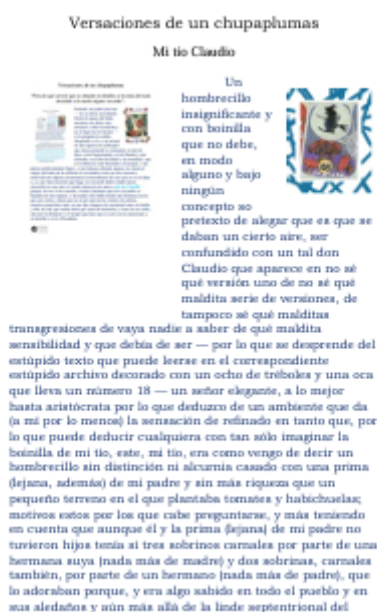 Versaciones de un chupaplumas
Mi tío Claudio
Versaciones de un chupaplumas
Un
hombrecillo
insignificante y
con boinilla
que no debe,
en modo
alguno y bajo
ningún
concepto so
pretexto de alegar que es que se
daban un cierto aire, ser
confundido con un tal don
Claudio que aparece en no sé
qué versión uno de no sé qué
maldita serie de versiones, de
tampoco sé qué malditas
transgresiones de vaya nadie a saber de qué maldita
sensibilidad y que debía de ser — por lo que se desprende del
estúpido texto que puede leerse en el correspondiente
estúpido archivo decorado con un ocho de tréboles y una oca
que lleva un número 18 — un señor elegante, a lo mejor
hasta aristócrata por lo que deduzco de un ambiente que da
(a mí por lo menos) la sensación de refinado en tanto que, por
lo que puede deducir cualquiera con tan sólo imaginar la
boinilla de mi tío, este, mi tío, era como vengo de decir un
hombrecillo sin distinción ni alcurnia casado con una prima
(lejana, además) de mi padre y sin más riqueza que un
pequeño terreno en el que plantaba tomates y habichuelas;
motivos estos por los que cabe preguntarse, y más teniendo
en cuenta que aunque él y la prima (lejana) de mi padre no
tuvieron hijos tenía sí tres sobrinos carnales por parte de una
hermana suya (nada más de madre) y dos sobrinas, carnales
también, por parte de un hermano (nada más de padre), que
lo adoraban porque, y era algo sabido en todo el pueblo y en
sus aledaños y aún más allá de la linde septentrional del